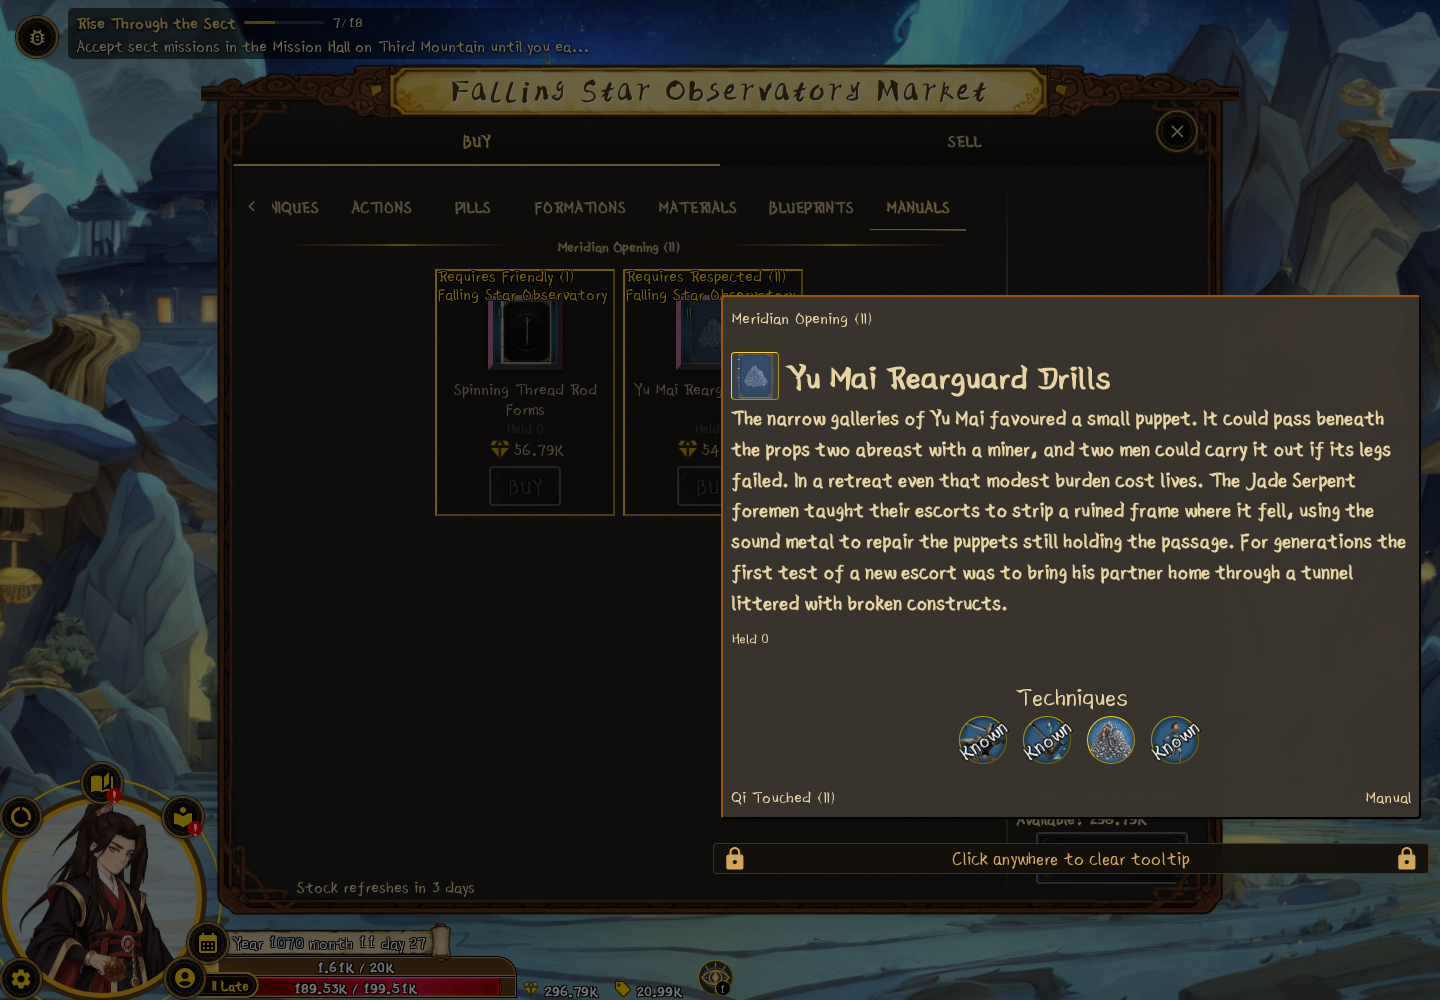 Rise Through the Sect 7/18
Accept sect missions in the Mission Hall on Third Mountain until you ea...
Falling Star Observatory Market
BUY
SELL
NIQUES
ACTIONS
PILLS
FORMATIONS
MATERIALS
BLUEPRINTS
MANUALS
Meridian Opening (II)
Requires Friendly (I)
Falling Star Observatory
Requires Respected (II)
Falling Star Observatory
Spinning Thread Rod
Forms
Held 0
56.79K
BUY
Yu Mai Rearg
Held
54
BU
Meridian Opening (II)
Yu Mai Rearguard Drills
The narrow galleries of Yu Mai favoured a small puppet. It could pass beneath
the props two abreast with a miner, and two men could carry it out if its legs
failed. In a retreat even that modest burden cost lives. The Jade Serpent
foremen taught their escorts to strip a ruined frame where it fell, using the
sound metal to repair the puppets still holding the passage. For generations the
first test of a new escort was to bring his partner home through a tunnel
littered with broken constructs.
Held 0
Techniques
Known
Known
Known
Qi Touched (II)
Manual
Available: 296.79K
Click anywhere to clear tooltip
Stock refreshes in 3 days
Year 1070 month 11 day 27
1.61K / 20K
II Late
189.53K / 199.51K
296.79K
20.99K